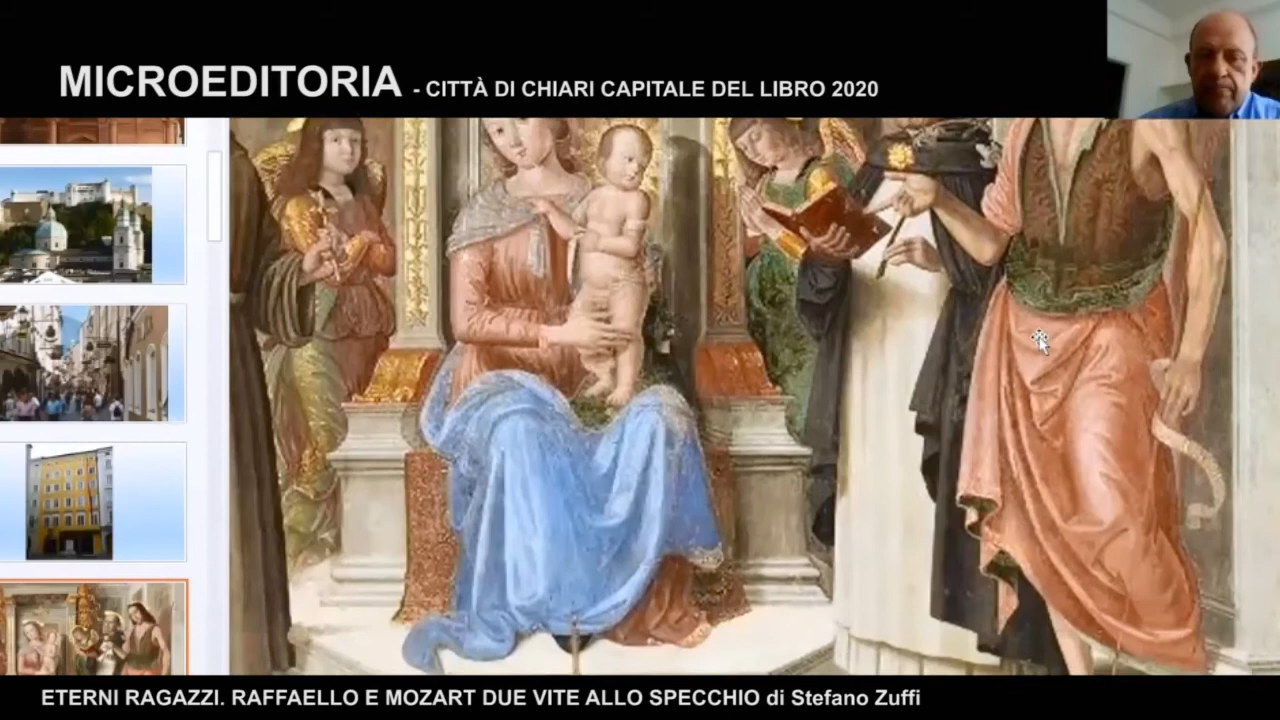 MICROEDITORIA - CITTÀ DI CHIARI CAPITALE DEL LIBRO 2020
ETERNI RAGAZZI. RAFFAELLO E MOZART DUE VITE ALLO SPECCHIO di Stefano Zuffi